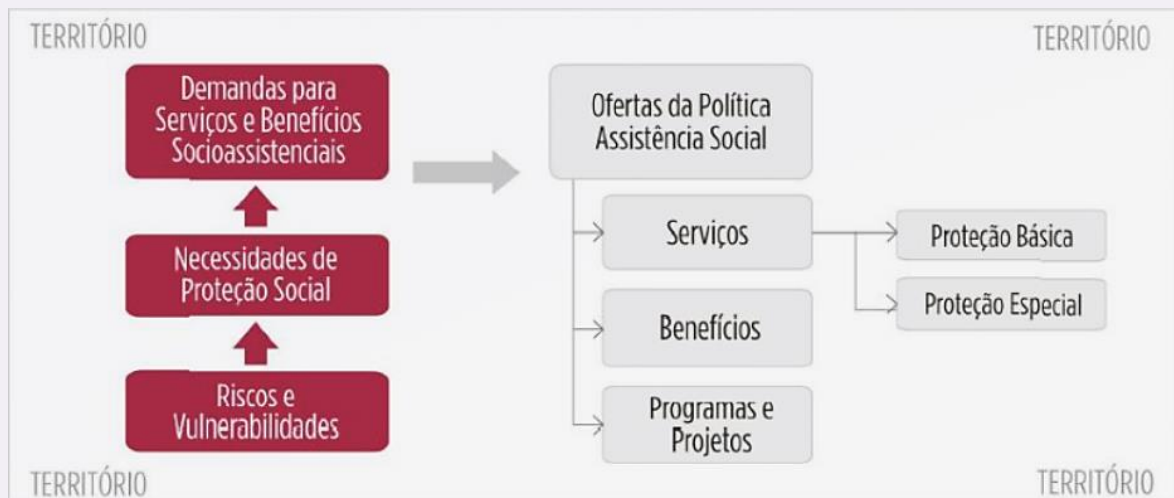 TERRITÓRIO
TERRITÓRIO
Demandas para
Serviços e Benefícios
Socioassistenciais
Necessidades de
Proteção Social
Riscos e
Vulnerabilidades
Ofertas da Política
Assistência Social
Serviços
Benefícios
Programas e
Projetos
Proteção Básica
Proteção Especial
TERRITÓRIO
TERRITÓRIO